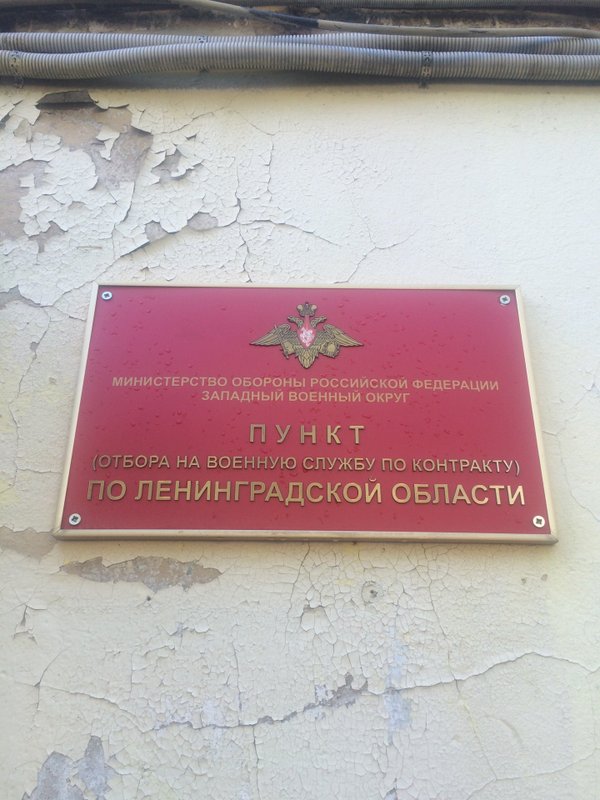 МИНИСТЕРСТВО ОБОРОНЫ РОССИЙСКОЙ ФЕДЕРАЦИИ
ЗАПАДНЫЙ ВОЕННЫЙ ОКРУГ
ПУНКТ
(ОТБОРА НА ВОЕННУЮ СЛУЖБУ ПО КОНТРАКТУ)
ПО ЛЕНИНГРАДСКОЙ ОБЛАСТИ